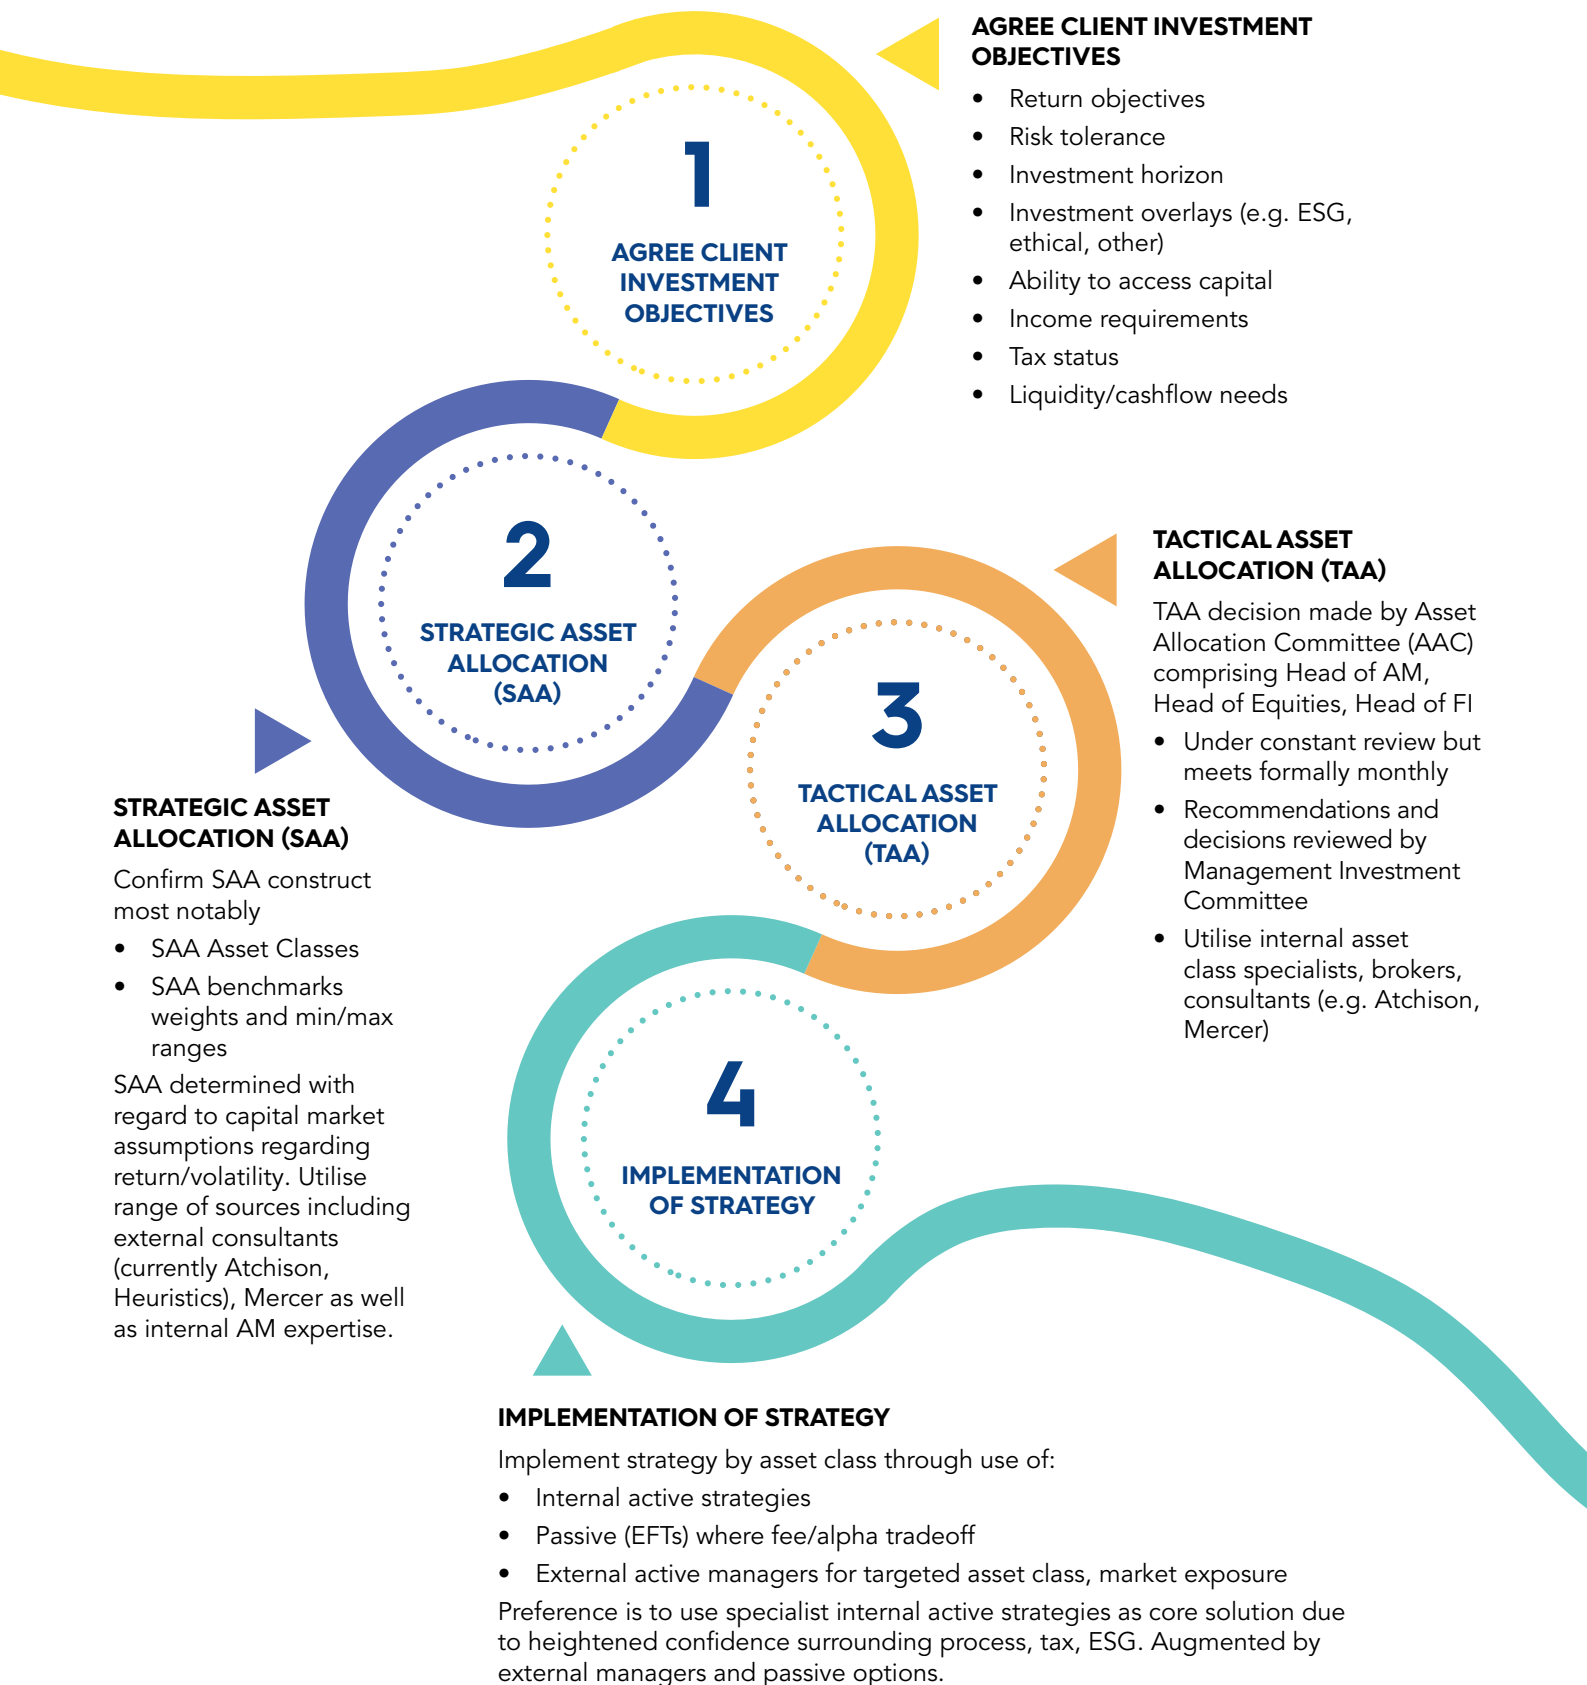 AGREE CLIENT INVESTMENT
OBJECTIVES
• Return objectives
• Risk tolerance
• Investment horizon
• Investment overlays (e.g. ESG,
ethical, other)
• Ability to access capital
• Income requirements
• Tax status
• Liquidity/cashflow needs
1
AGREE CLIENT
INVESTMENT
OBJECTIVES
2
STRATEGIC ASSET
ALLOCATION
(SAA)
STRATEGIC ASSET
ALLOCATION (SAA)
Confirm SAA construct
most notably
• SAA Asset Classes
• SAA benchmarks
weights and min/max
ranges
SAA determined with
regard to capital market
assumptions regarding
return/volatility. Utilise
range of sources including
external consultants
(currently Atchison,
Heuristics), Mercer as well
as internal AM expertise.
3
TACTICAL ASSET
ALLOCATION
(TAA)
TACTICAL ASSET
ALLOCATION (TAA)
TAA decision made by Asset
Allocation Committee (AAC)
comprising Head of AM,
Head of Equities, Head of FI
• Under constant review but
meets formally monthly
• Recommendations and
decisions reviewed by
Management Investment
Committee
• Utilise internal asset
class specialists, brokers,
consultants (e.g. Atchison,
Mercer)
4
IMPLEMENTATION
OF STRATEGY
IMPLEMENTATION OF STRATEGY
Implement strategy by asset class through use of:
• Internal active strategies
• Passive (EFTs) where fee/alpha tradeoff
• External active managers for targeted asset class, market exposure
Preference is to use specialist internal active strategies as core solution due
to heightened confidence surrounding process, tax, ESG. Augmented by
external managers and passive options.